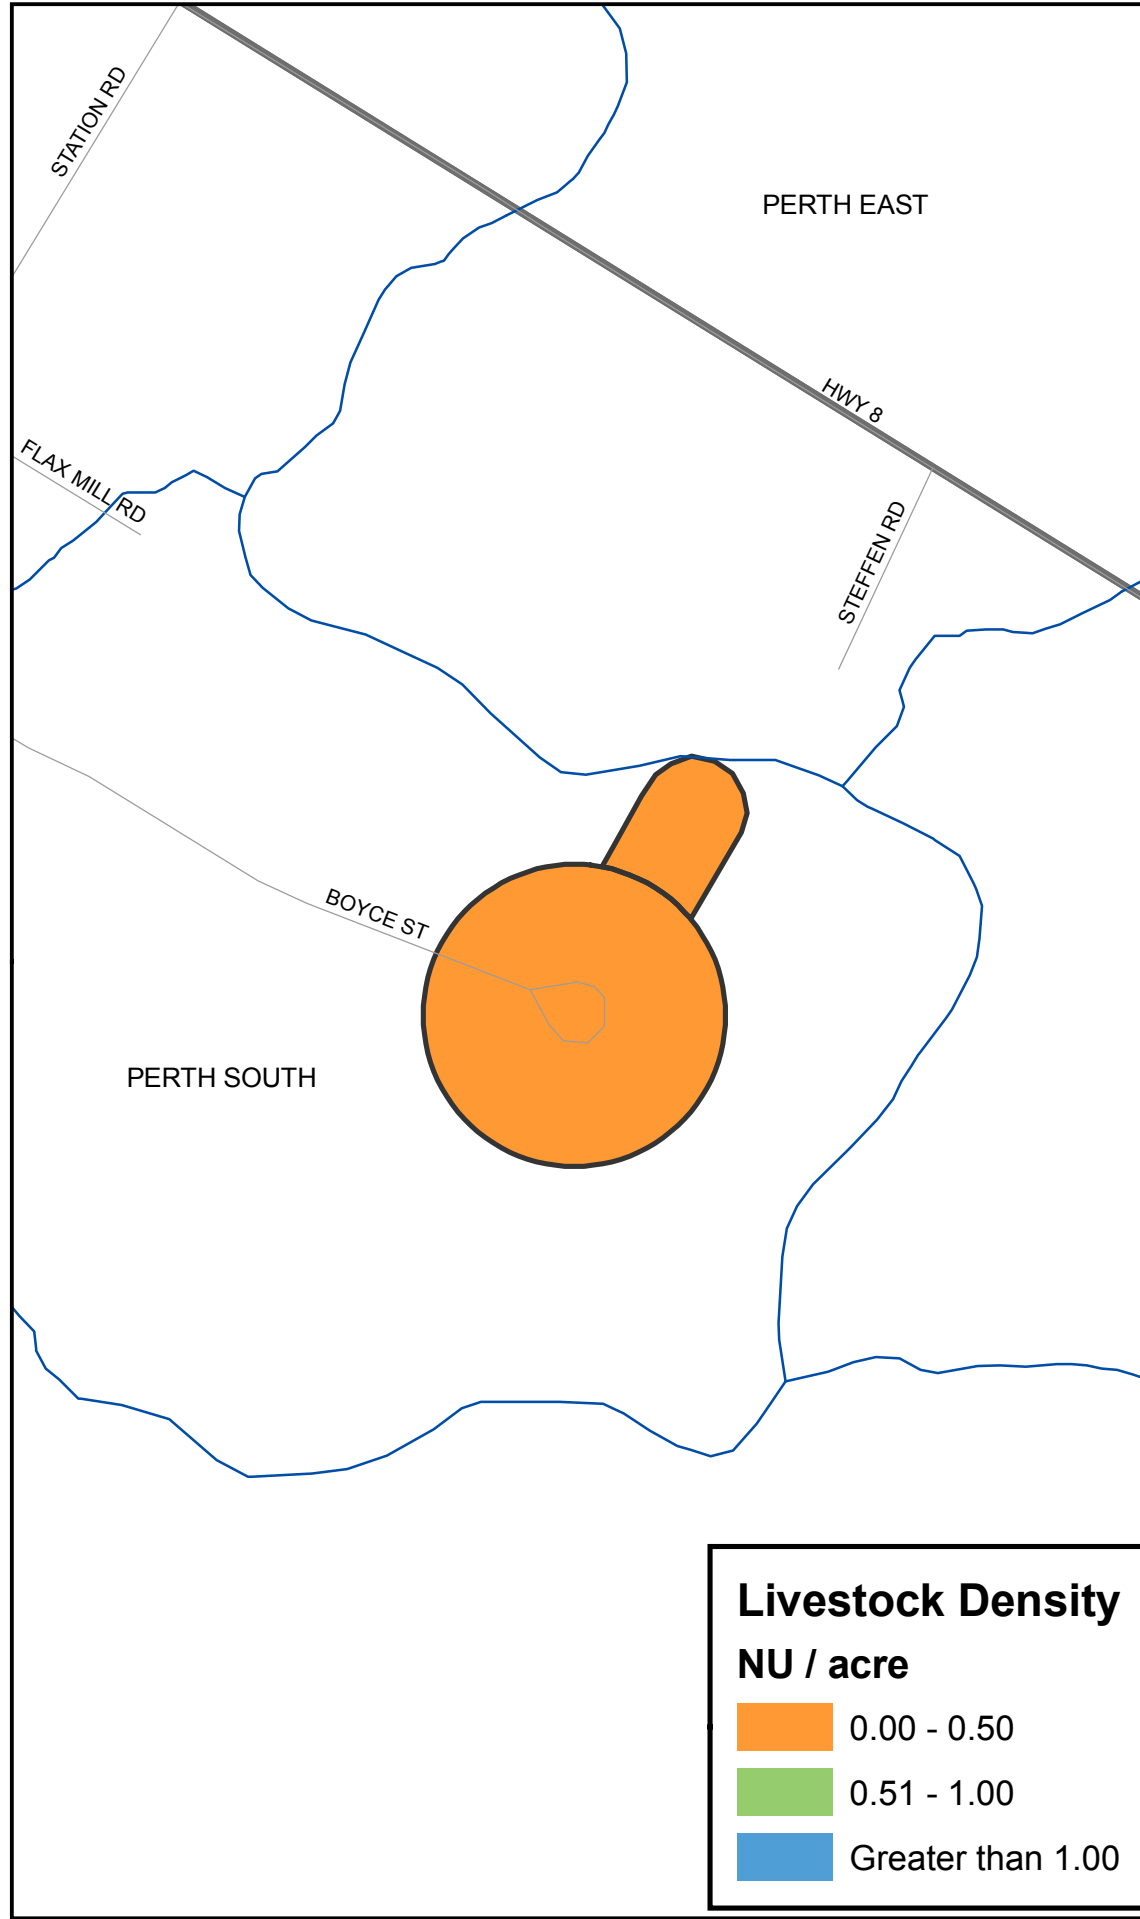 STATION RD
PERTH EAST
HWY 8
FLAX MILL RD
STEFFEN RD
BOYCE ST
PERTH SOUTH
Livestock Density
NU / acre
0.00 - 0.50
0.51 - 1.00
Greater than 1.00